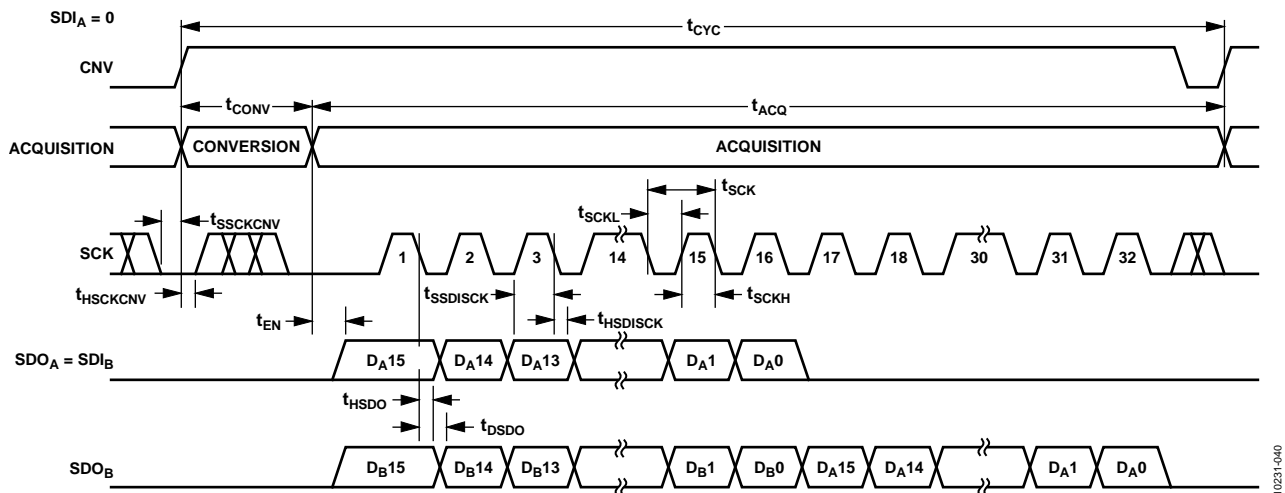 SDIA = 0
tCYC
CNV
tCONV
tACQ
ACQUISITION
CONVERSION
ACQUISITION
tSCK
tSCKL
tSSCKCNV
SCK
1 2 3 14 15 16 17 18 30 31 32
tHSCKCNV
tSSDISCK
tSCKH
tEN
tHSDISCK
SDOA = SDIB
DA15 DA14 DA13 DA1 DA0
tHSDO
tDSDO
SDOB
DB15 DB14 DB13 DB1 DB0 DA15 DA14 DA1 DA0
10231-040